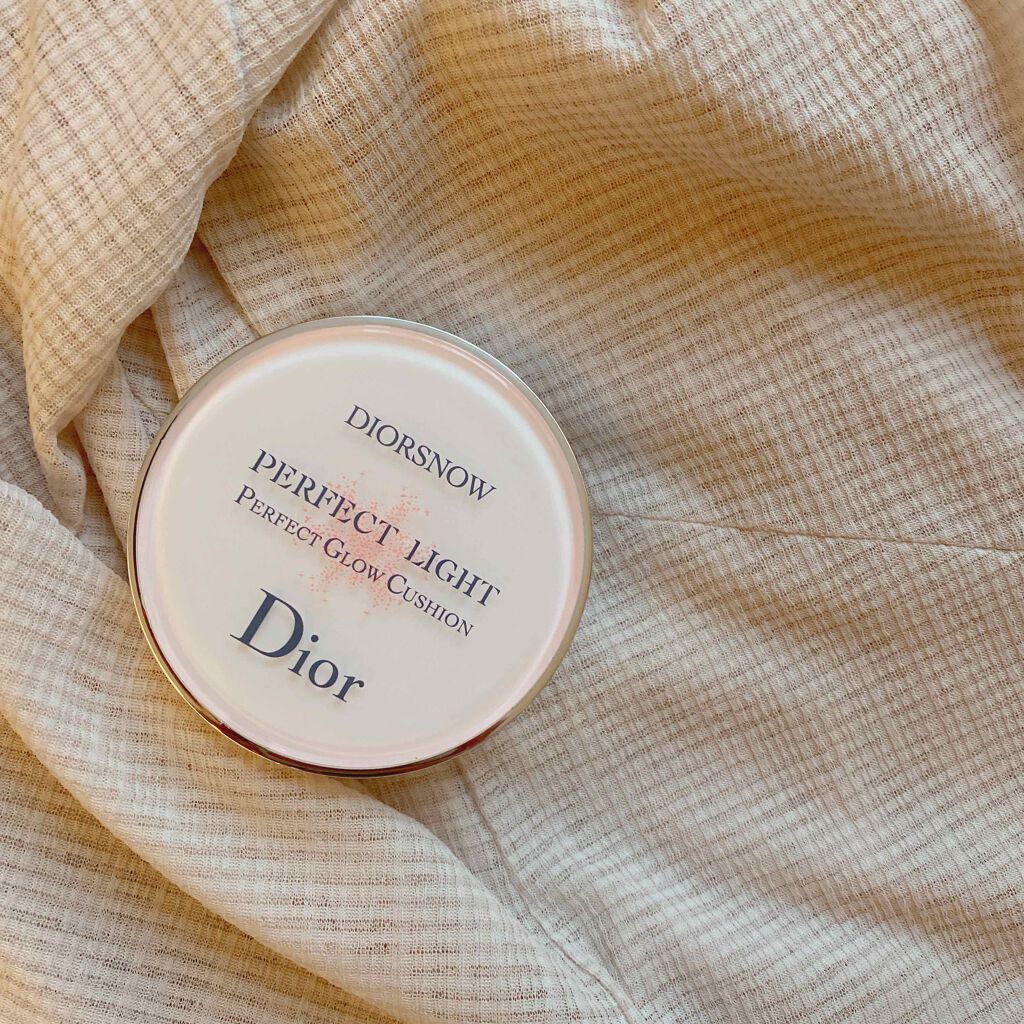 DIORSNOW
PERFECT LIGHT
PERFECT GLOW CUSHION
Dior